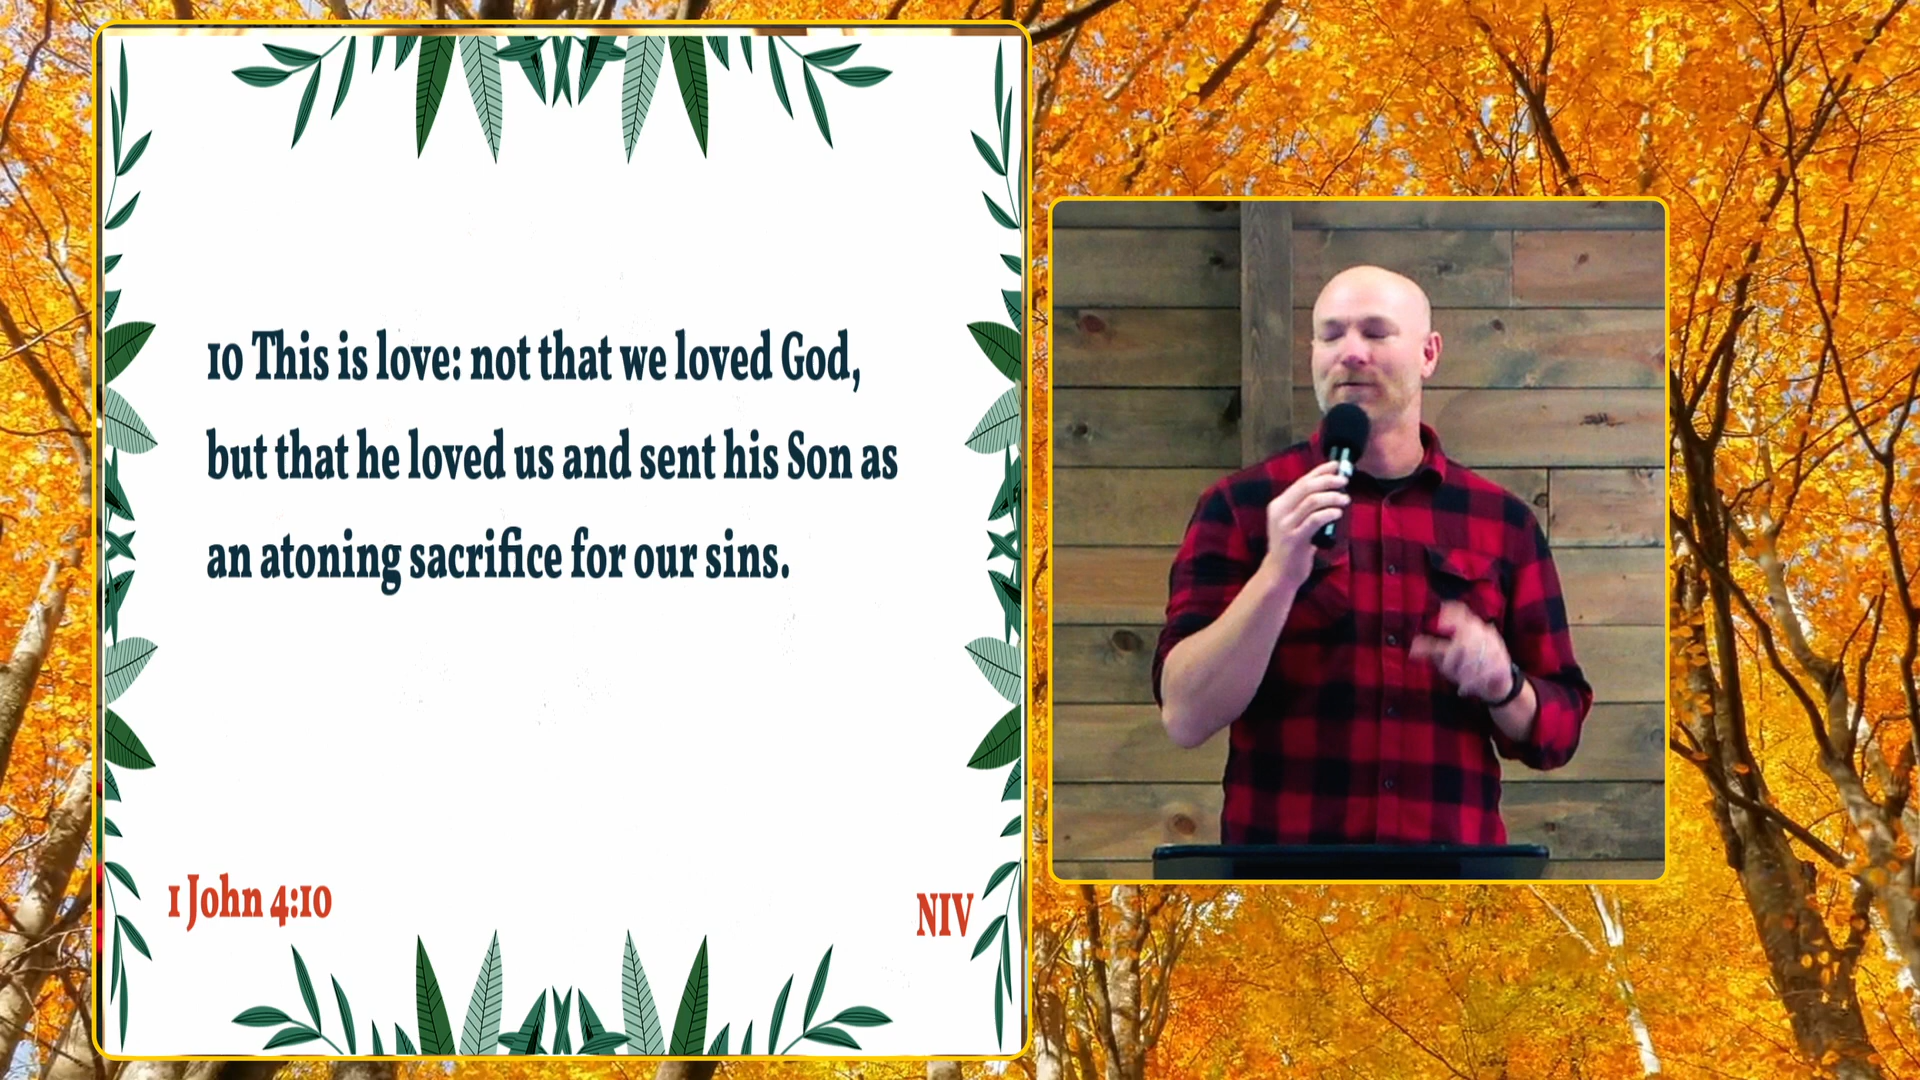 10 This is love: not that we loved God,
but that he loved us and sent his Son as
an atoning sacrifice for our sins.
1 John 4:10
NIV